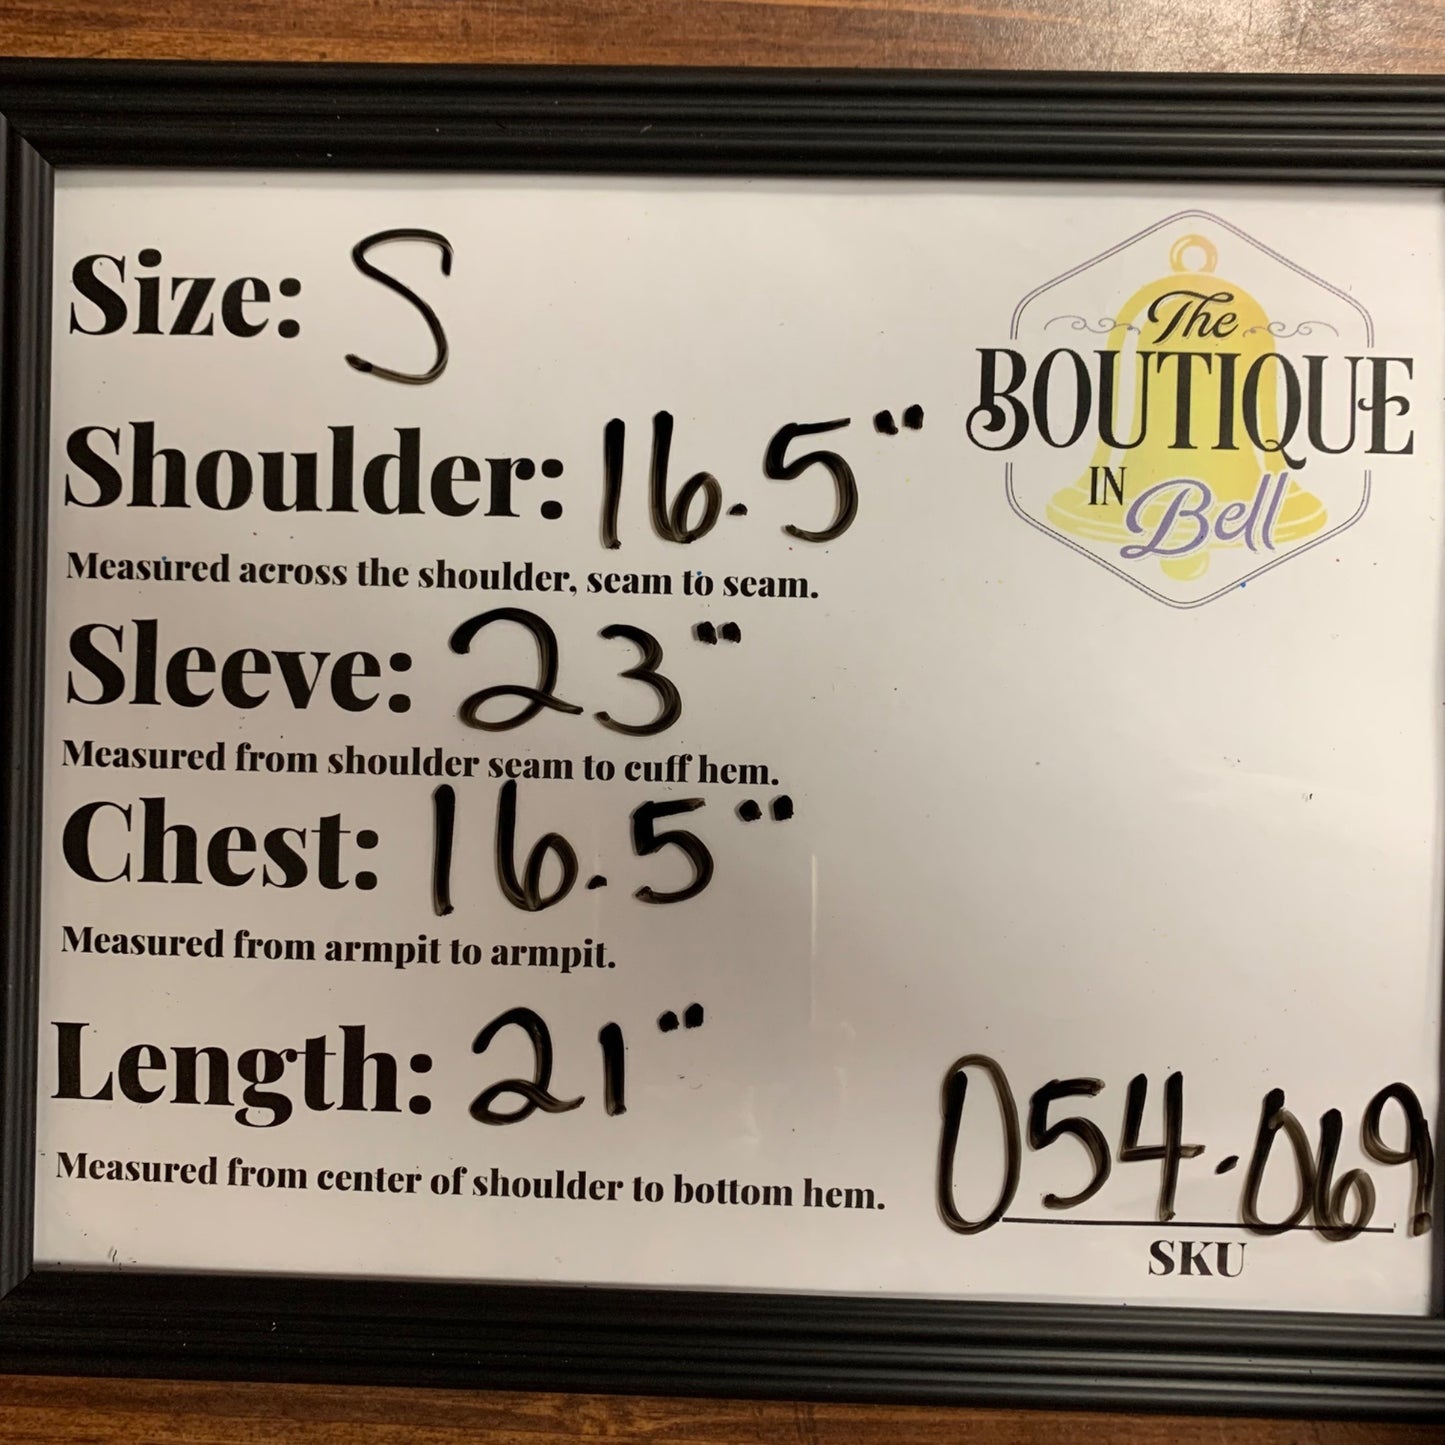 Size: S
The
BOUTIQUE
IN Bell
Shoulder: 16.5"
Measured across the shoulder, seam to seam.
Sleeve: 23"
Measured from shoulder seam to cuff hem.
Chest: 16.5"
Measured from armpit to armpit.
Length: 21"
Measured from center of shoulder to bottom hem.
054-069
SKU